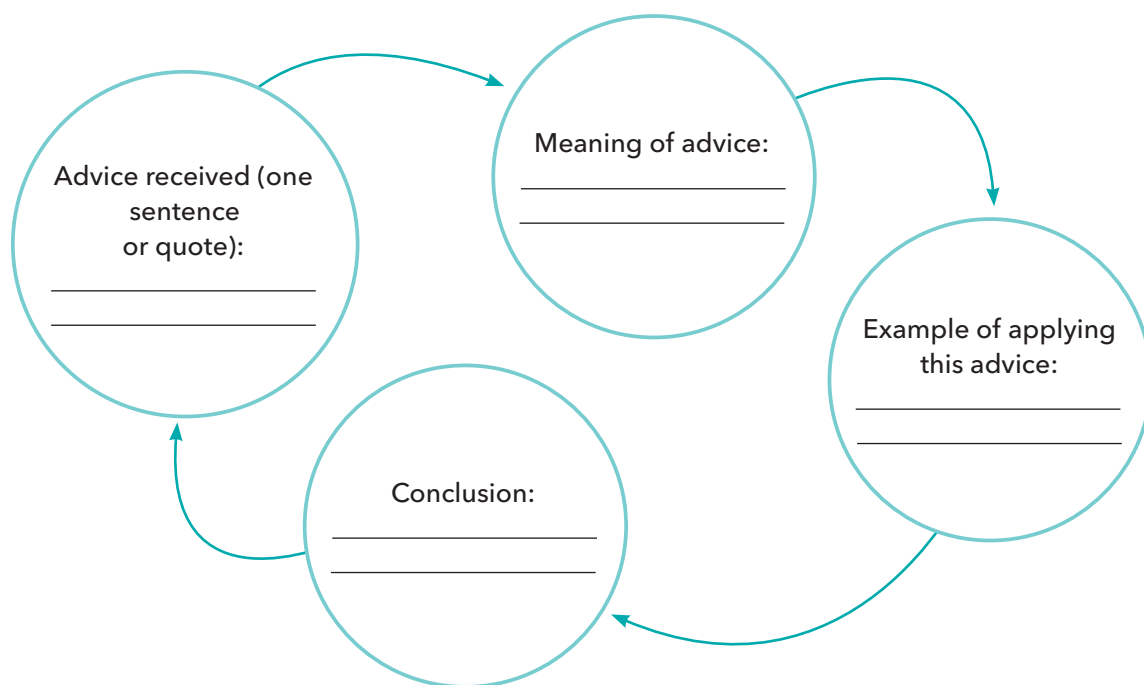 Advice received (one
sentence
or quote):
Meaning of advice:
Example of applying
this advice:
Conclusion: